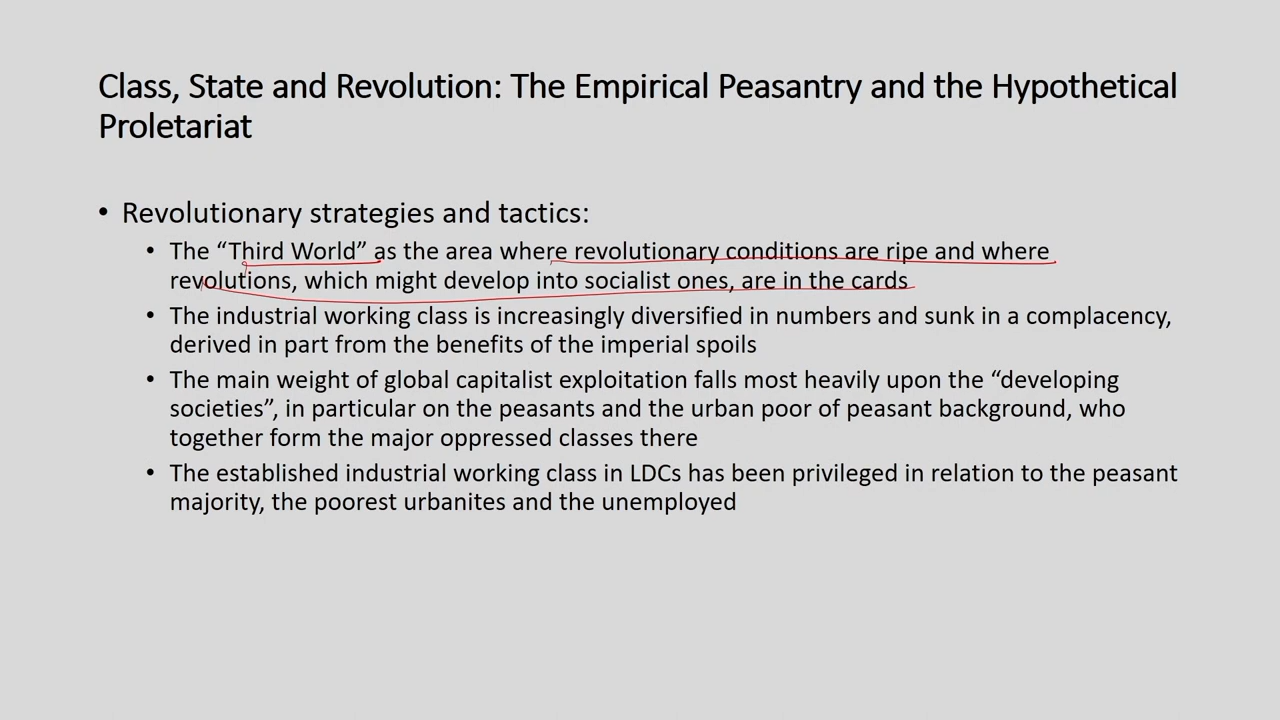 Class, State and Revolution: The Empirical Peasantry and the Hypothetical
Proletariat
• Revolutionary strategies and tactics:
• The “Third World” as the area where revolutionary conditions are ripe and where
revolutions, which might develop into socialist ones, are in the cards
• The industrial working class is increasingly diversified in numbers and sunk in a complacency,
derived in part from the benefits of the imperial spoils
• The main weight of global capitalist exploitation falls most heavily upon the “developing
societies”, in particular on the peasants and the urban poor of peasant background, who
together form the major oppressed classes there
• The established industrial working class in LDCs has been privileged in relation to the peasant
majority, the poorest urbanites and the unemployed